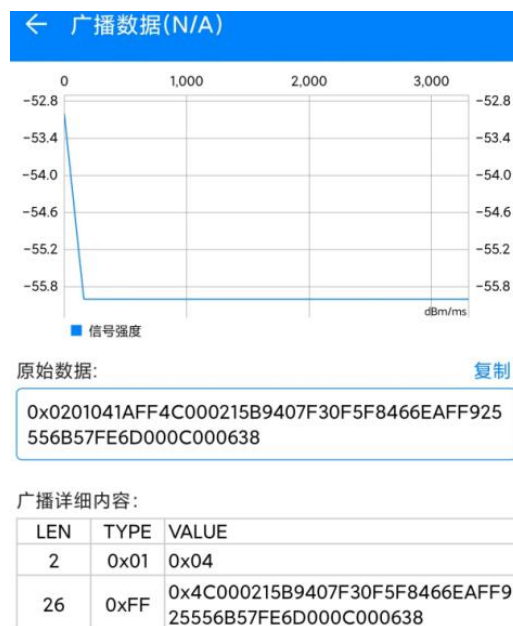 ← 广播数据(N/A)
0 1,000 2,000 3,000
-52.8 -52.8
-53.4 -53.4
-54.0 -54.0
-54.6 -54.6
-55.2 -55.2
-55.8 -55.8
dBm/ms
信号强度
原始数据: 复制
0x0201041AFF4C000215B9407F30F5F8466EAFF925
556B57FE6D000C000638
广播详细内容:
LEN TYPE VALUE
2 0x01 0x04
26 0xFF 0x4C000215B9407F30F5F8466EAFF9
25556B57FE6D000C000638